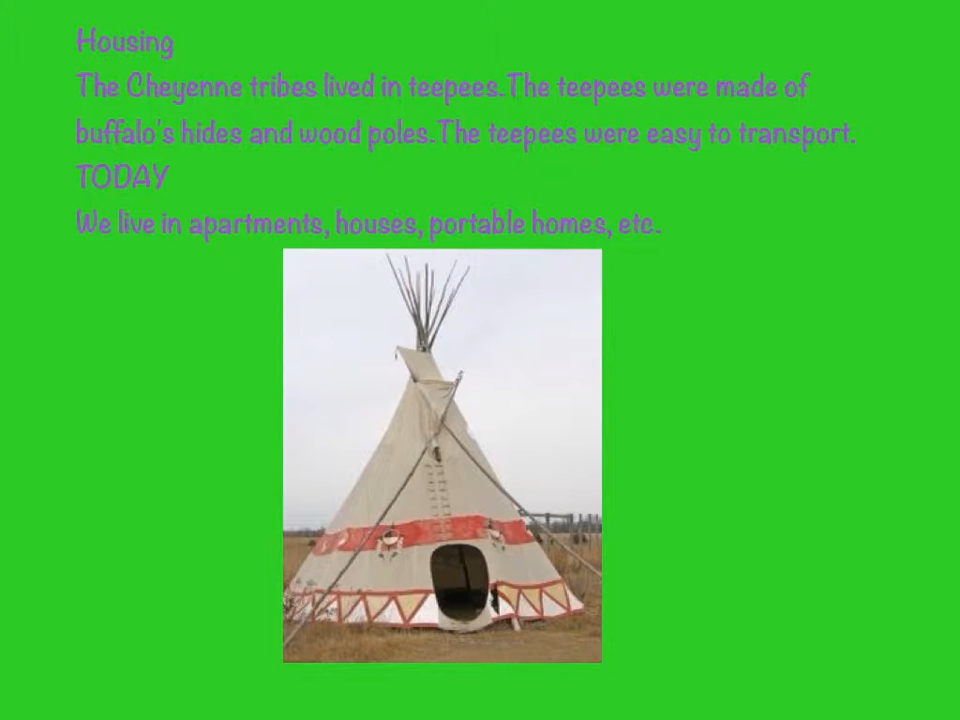 Housing
The Cheyenne tribes lived in teepees.The teepees were made of
buffalo's hides and wood poles.The teepees were easy to transport.
TODAY
We live in apartments, houses, portable homes, etc.